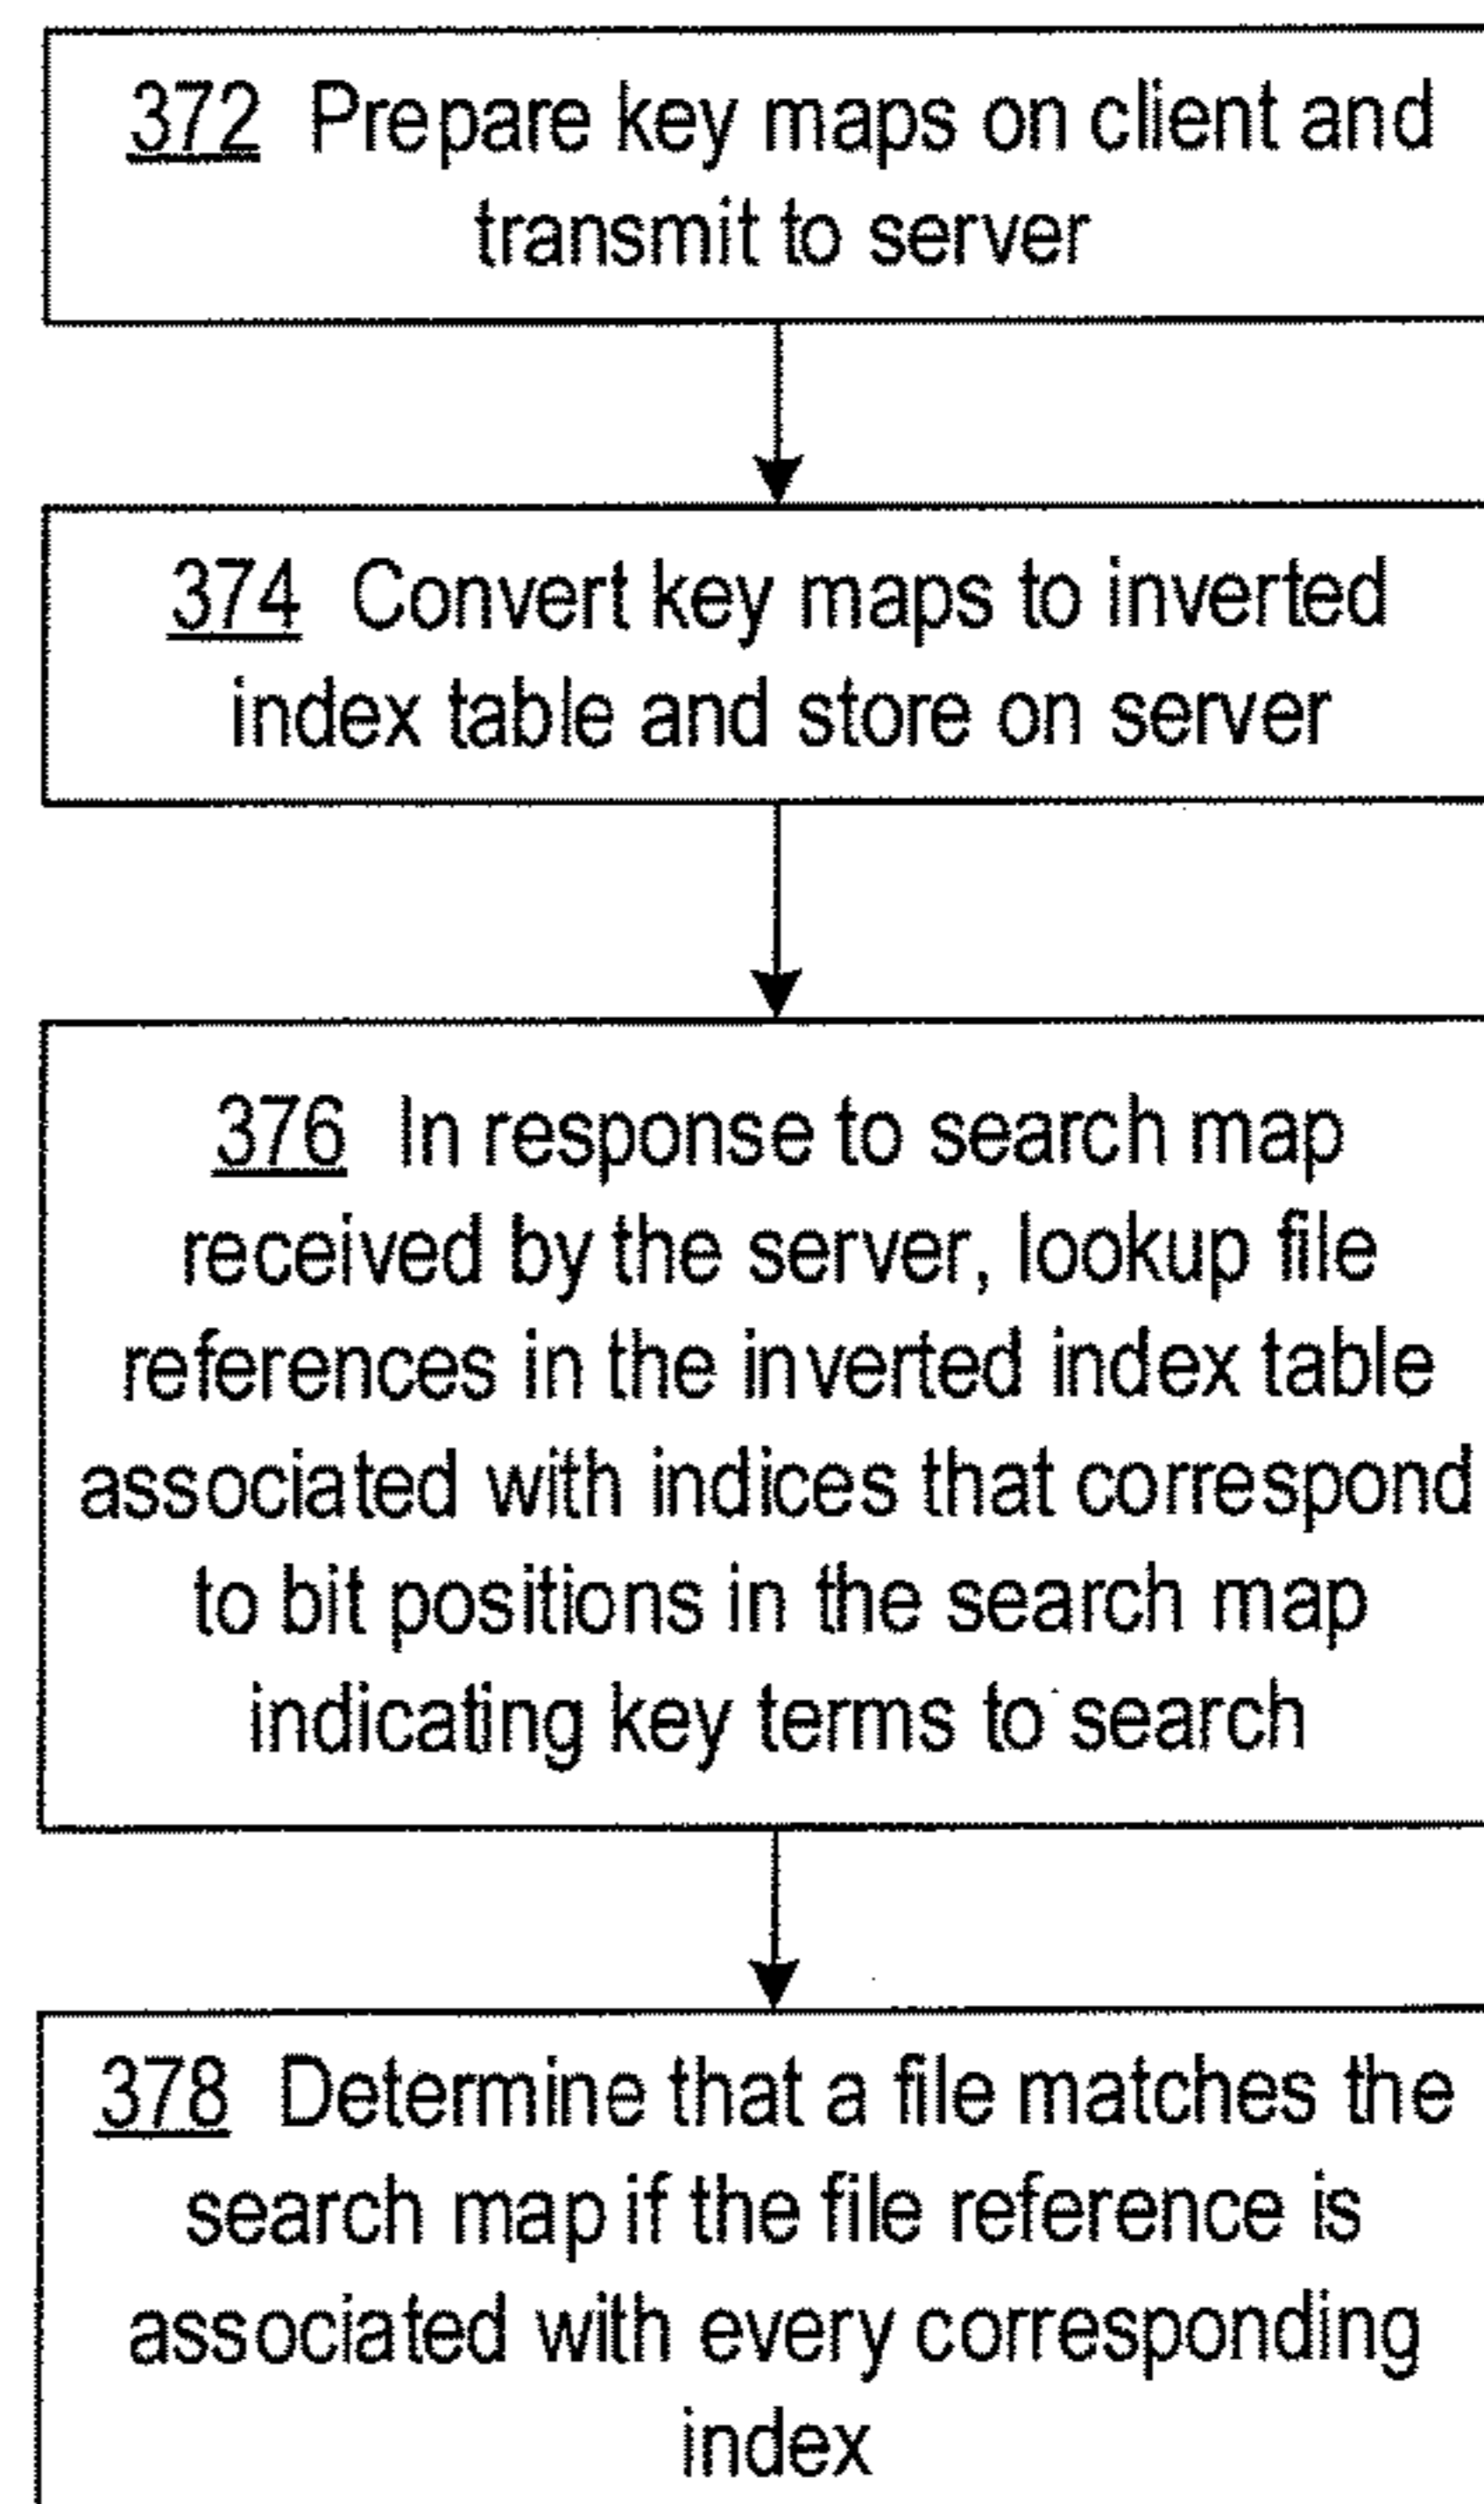 372 Prepare key maps on client and
transmit to server
374 Convert key maps to inverted
index table and store on server
376 In response to search map
received by the server, lookup file
references in the inverted index table
associated with indices that correspond
to bit positions in the search map
indicating key terms to search
378 Determine that a file matches the
search map if the file reference is
associated with every corresponding
index